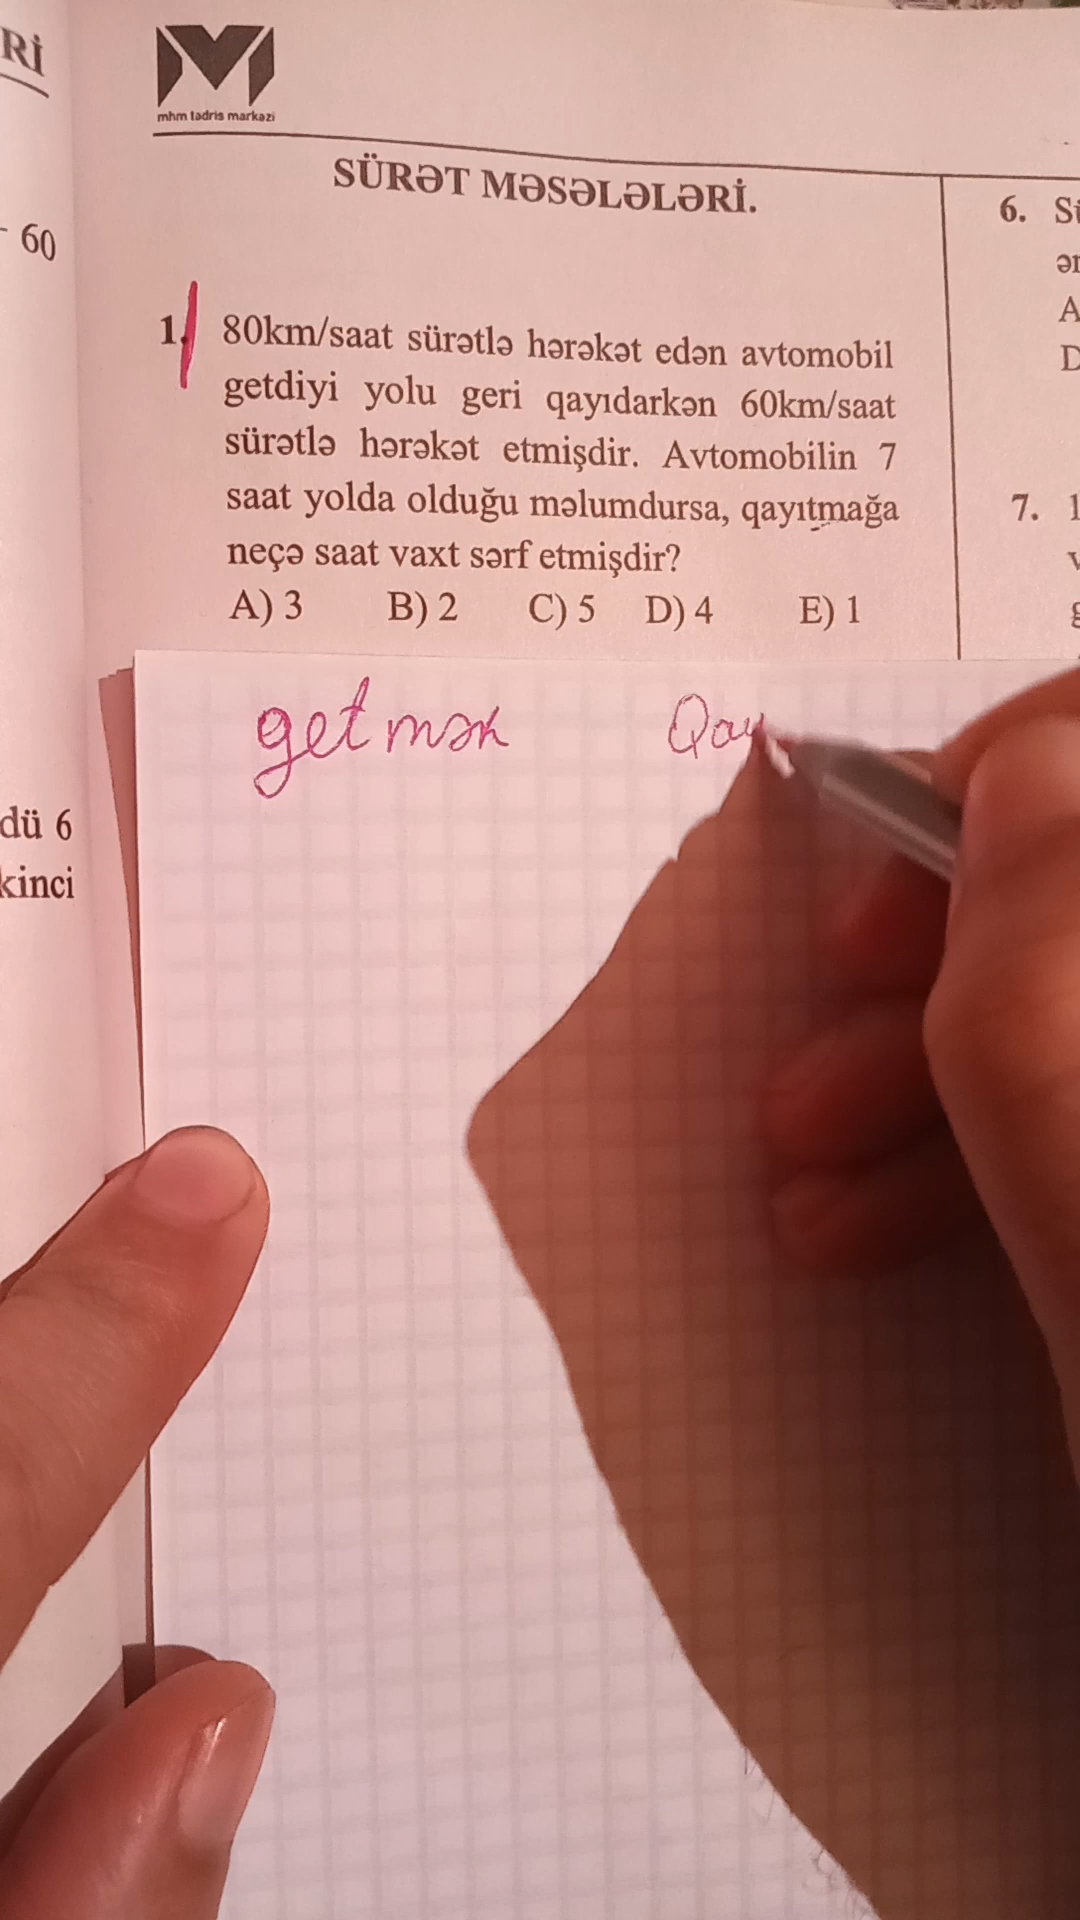 Rİ
mhm tədris mərkəzi
SÜRƏT MƏSƏLƏLƏRİ.
60
1. 80km/saat sürətlə hərəkət edən avtomobil
getdiyi yolu geri qayıdarkən 60km/saat
sürətlə hərəkət etmişdir. Avtomobilin 7
saat yolda olduğu məlumdursa, qayıtmağa
neçə saat vaxt sərf etmişdir?
A) 3 B) 2 C) 5 D) 4 E) 1
getmək
Qay
dü 6
kinci
6.
A
7.